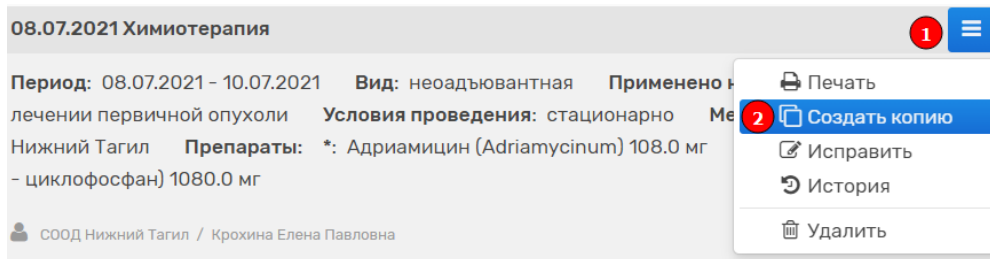 08.07.2021 Химиотерапия 1
Период: 08.07.2021 - 10.07.2021 Вид: неоадъювантная Применено
лечении первичной опухоли Условия проведения: стационарно
Нижний Тагил Препараты: *: Адриамицин (Adriamycinum) 108.0 мг
- циклофосфан) 1080.0 мг
СООД Нижний Тагил / Крохина Елена Павловна
Печать
2 Создать копию
Исправить
История
Удалить